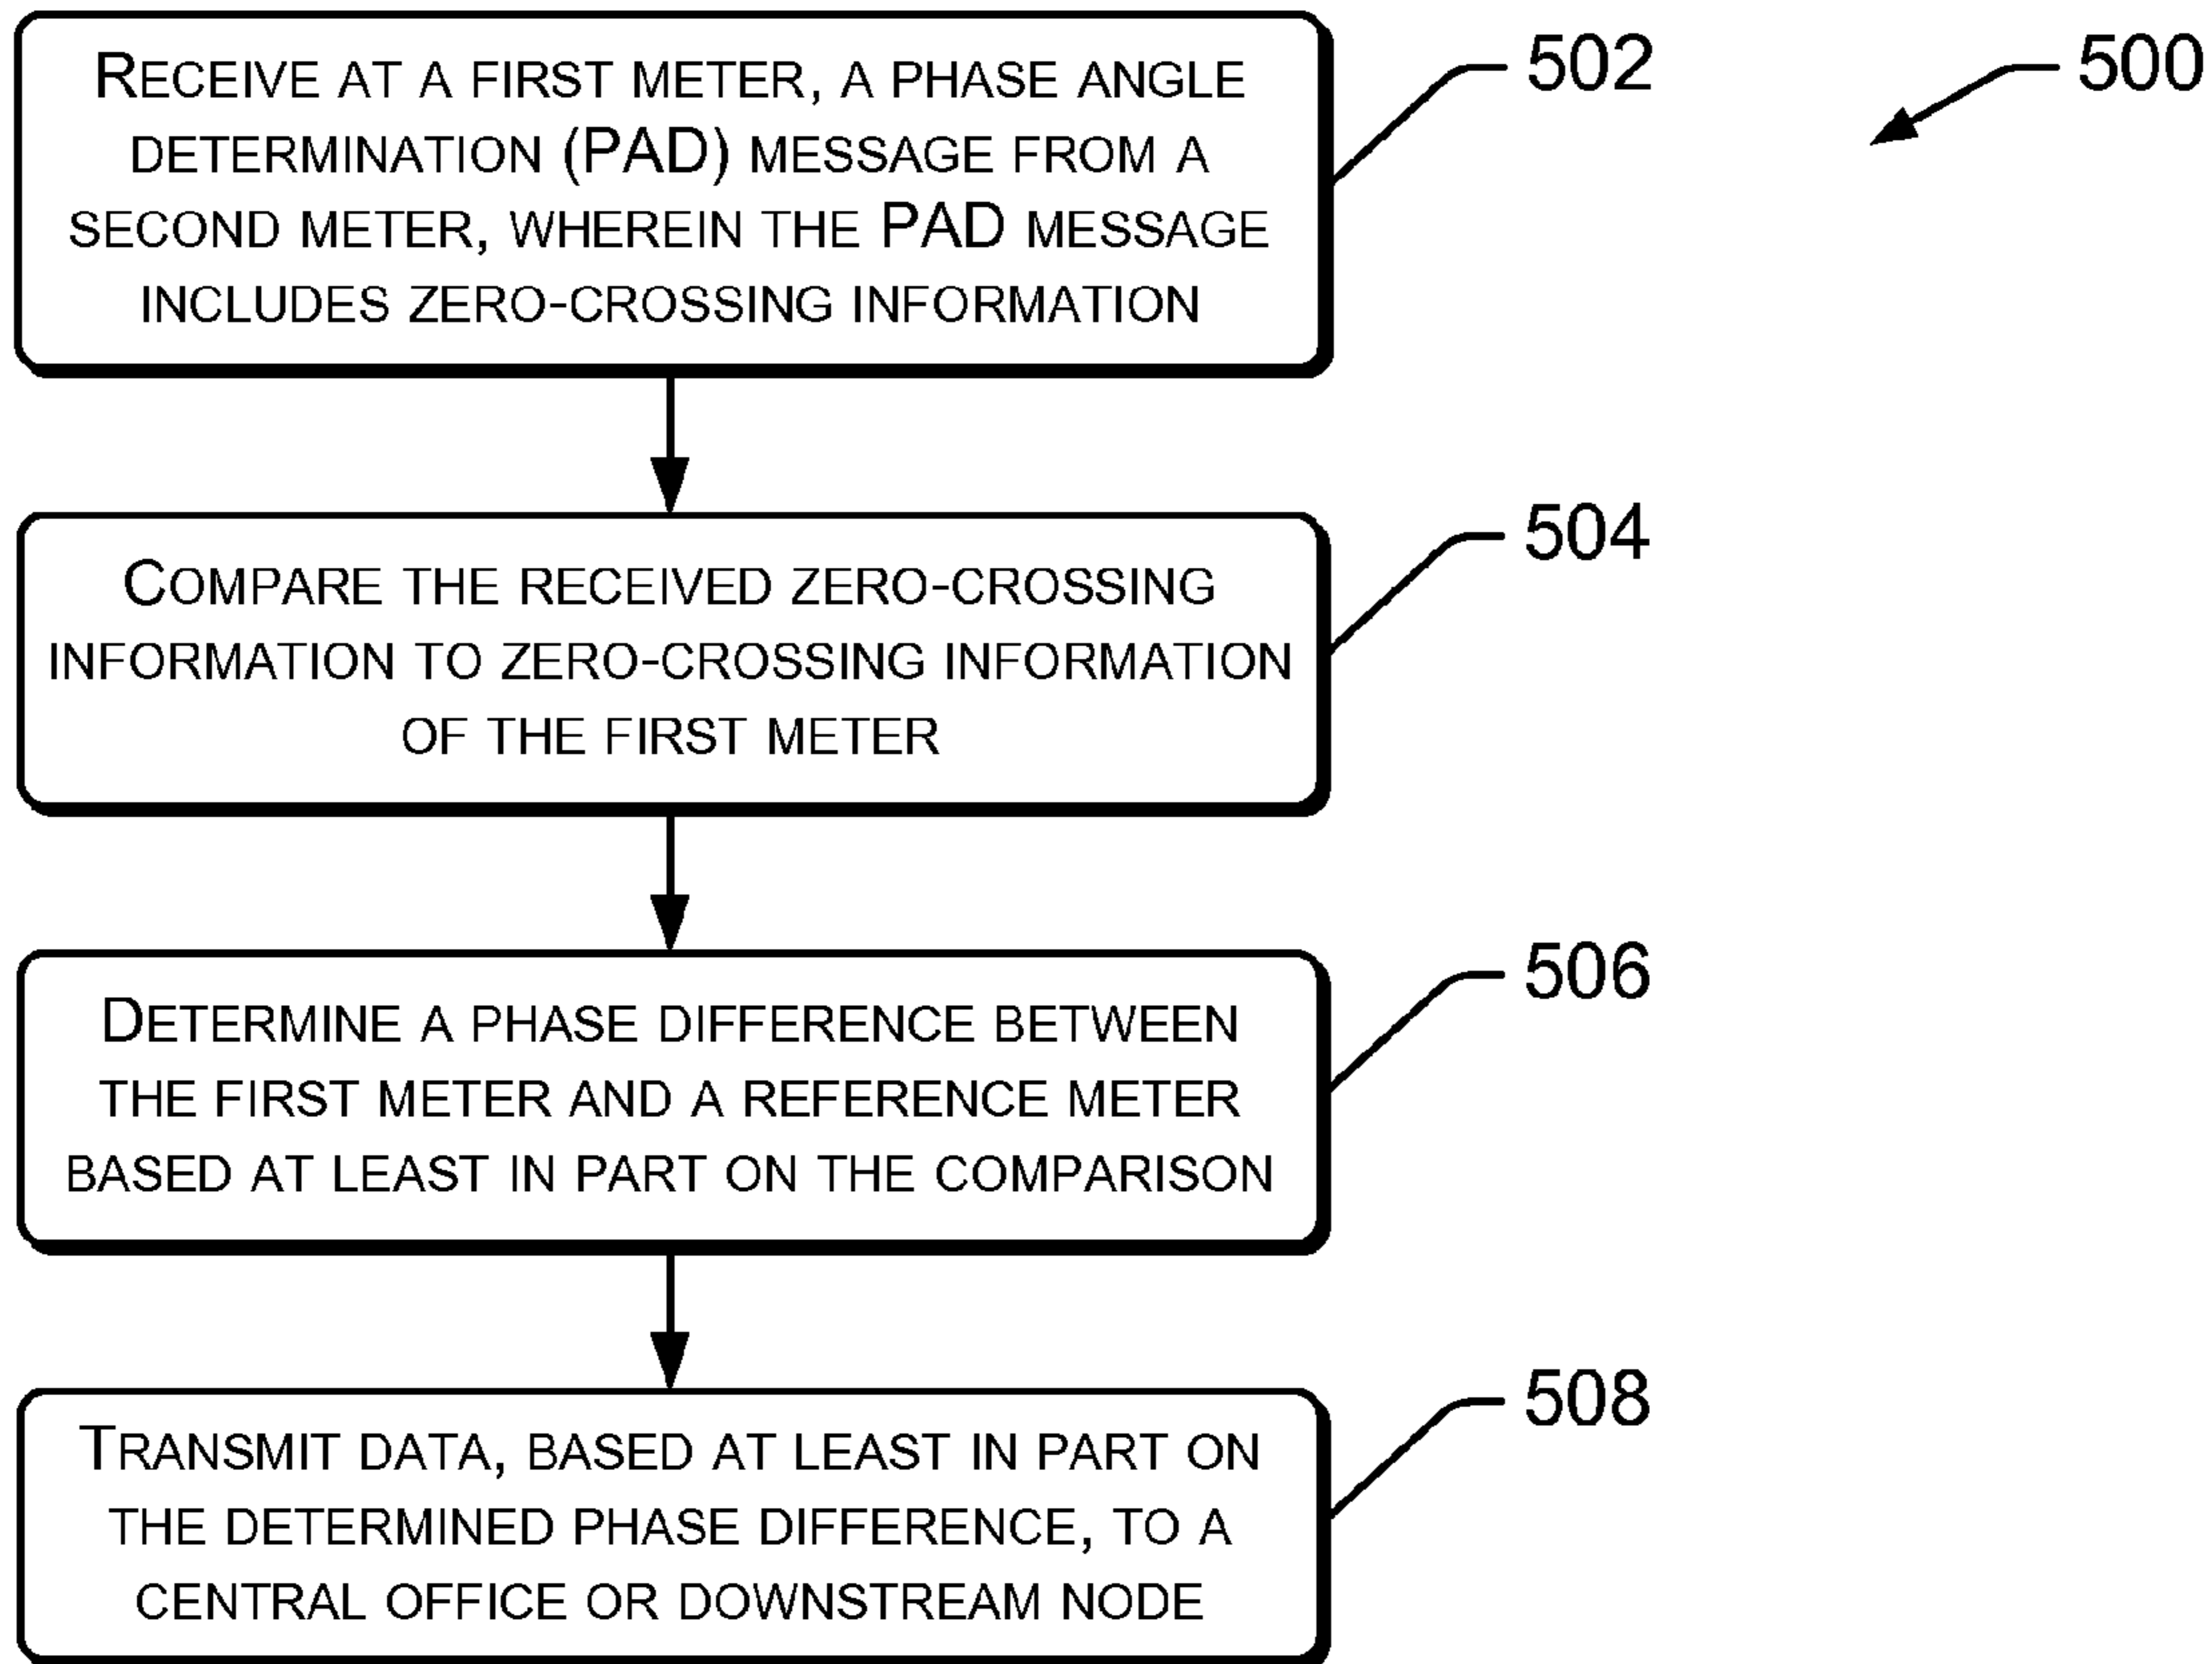 RECEIVE AT A FIRST METER, A PHASE ANGLE
DETERMINATION (PAD) MESSAGE FROM A
SECOND METER, WHEREIN THE PAD MESSAGE
INCLUDES ZERO-CROSSING INFORMATION
502
500
COMPARE THE RECEIVED ZERO-CROSSING
INFORMATION TO ZERO-CROSSING INFORMATION
OF THE FIRST METER
504
DETERMINE A PHASE DIFFERENCE BETWEEN
THE FIRST METER AND A REFERENCE METER
BASED AT LEAST IN PART ON THE COMPARISON
506
TRANSMIT DATA, BASED AT LEAST IN PART ON
THE DETERMINED PHASE DIFFERENCE, TO A
CENTRAL OFFICE OR DOWNSTREAM NODE
508